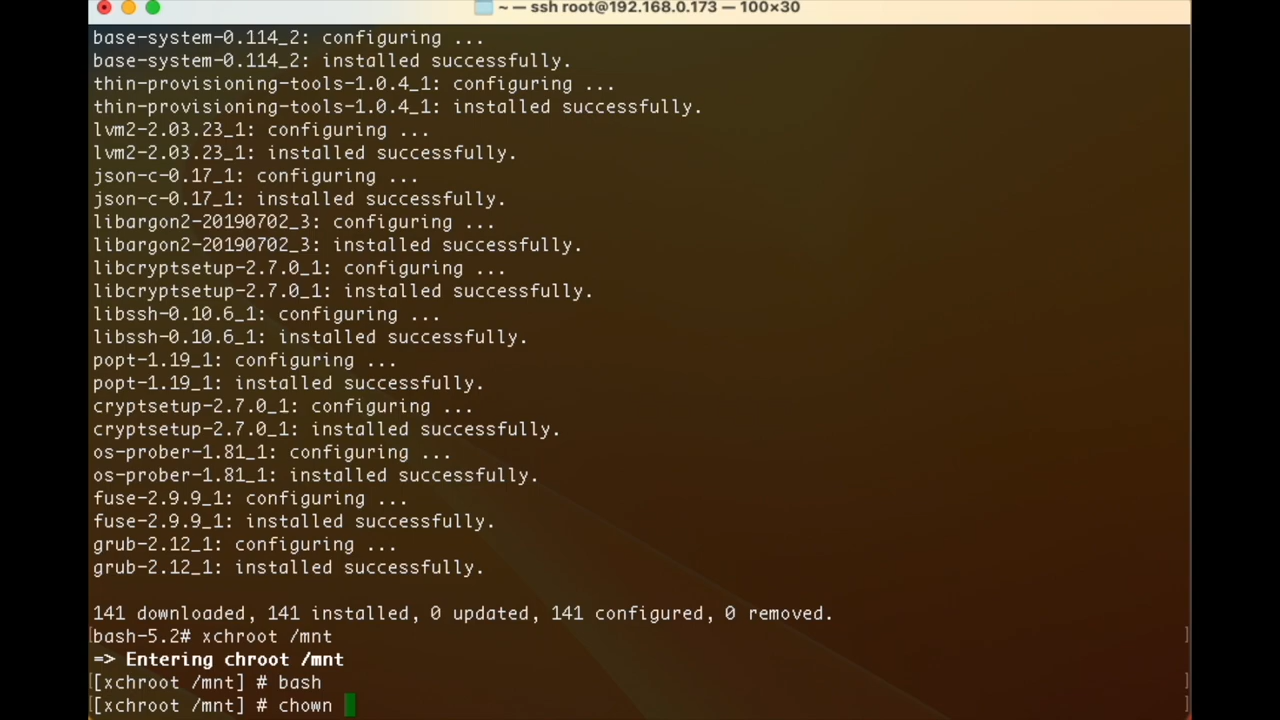 ~ — ssh root@192.168.0.173 — 100×30
base-system-0.114_2: configuring ...
base-system-0.114_2: installed successfully.
thin-provisioning-tools-1.0.4_1: configuring ...
thin-provisioning-tools-1.0.4_1: installed successfully.
lvm2-2.03.23_1: configuring ...
lvm2-2.03.23_1: installed successfully.
json-c-0.17_1: configuring ...
json-c-0.17_1: installed successfully.
libargon2-20190702_3: configuring ...
libargon2-20190702_3: installed successfully.
libcryptsetup-2.7.0_1: configuring ...
libcryptsetup-2.7.0_1: installed successfully.
libssh-0.10.6_1: configuring ...
libssh-0.10.6_1: installed successfully.
popt-1.19_1: configuring ...
popt-1.19_1: installed successfully.
cryptsetup-2.7.0_1: configuring ...
cryptsetup-2.7.0_1: installed successfully.
os-prober-1.81_1: configuring ...
os-prober-1.81_1: installed successfully.
fuse-2.9.9_1: configuring ...
fuse-2.9.9_1: installed successfully.
grub-2.12_1: configuring ...
grub-2.12_1: installed successfully.
141 downloaded, 141 installed, 0 updated, 141 configured, 0 removed.
[bash-5.2# xchroot /mnt ]
=> Entering chroot /mnt
[[xchroot /mnt] # bash ]
[[xchroot /mnt] # chown ]